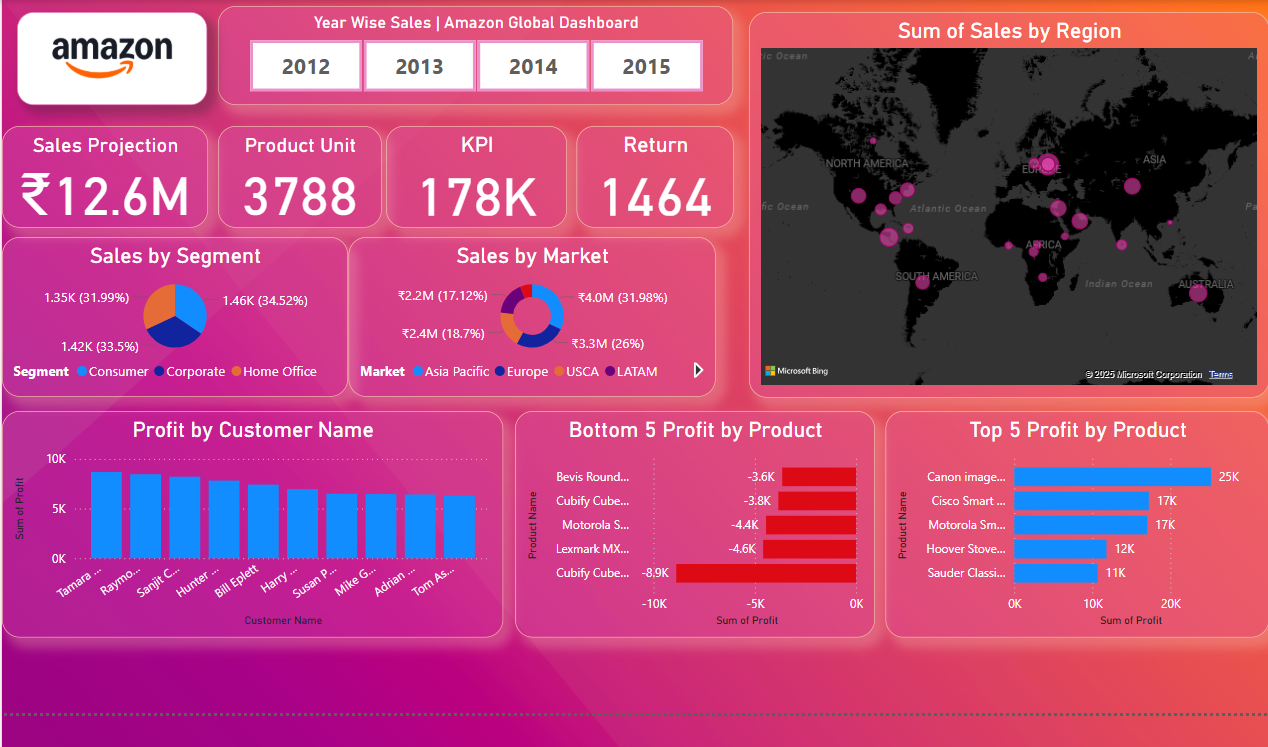 amazon
Year Wise Sales | Amazon Global Dashboard
2012
2013
2014
2015
Sales Projection
₹12.6M
Product Unit
3788
KPI
178K
Return
1464
Sum of Sales by Region
NORTH AMERICA
EUROPE
ASIA
Atlantic Ocean
AFRICA
SOUTH AMERICA
Indian Ocean
AUSTRALIA
Microsoft Bing
© 2025 Microsoft Corporation Terms
Sales by Segment
1.35K (31.99%)
1.46K (34.52%)
1.42K (33.5%)
Segment Consumer Corporate Home Office
Sales by Market
₹2.2M (17.12%)
₹4.0M (31.98%)
₹2.4M (18.7%)
₹3.3M (26%)
Market Asia Pacific Europe USCA LATAM
Profit by Customer Name
Sum of Profit
10K
5K
0K
Tamara ...
Raymo...
Sanjit C...
Hunter ...
Bill Eplett
Harry ...
Susan P...
Mike G...
Adrian ...
Tom As...
Customer Name
Bottom 5 Profit by Product
Product Name
Bevis Round... -3.6K
Cubify Cube... -3.8K
Motorola S... -4.4K
Lexmark MX... -4.6K
Cubify Cube... -8.9K
-10K -5K 0K
Sum of Profit
Top 5 Profit by Product
Product Name
Canon image... 25K
Cisco Smart ... 17K
Motorola Sm... 17K
Hoover Stove... 12K
Sauder Classi... 11K
0K 10K 20K
Sum of Profit